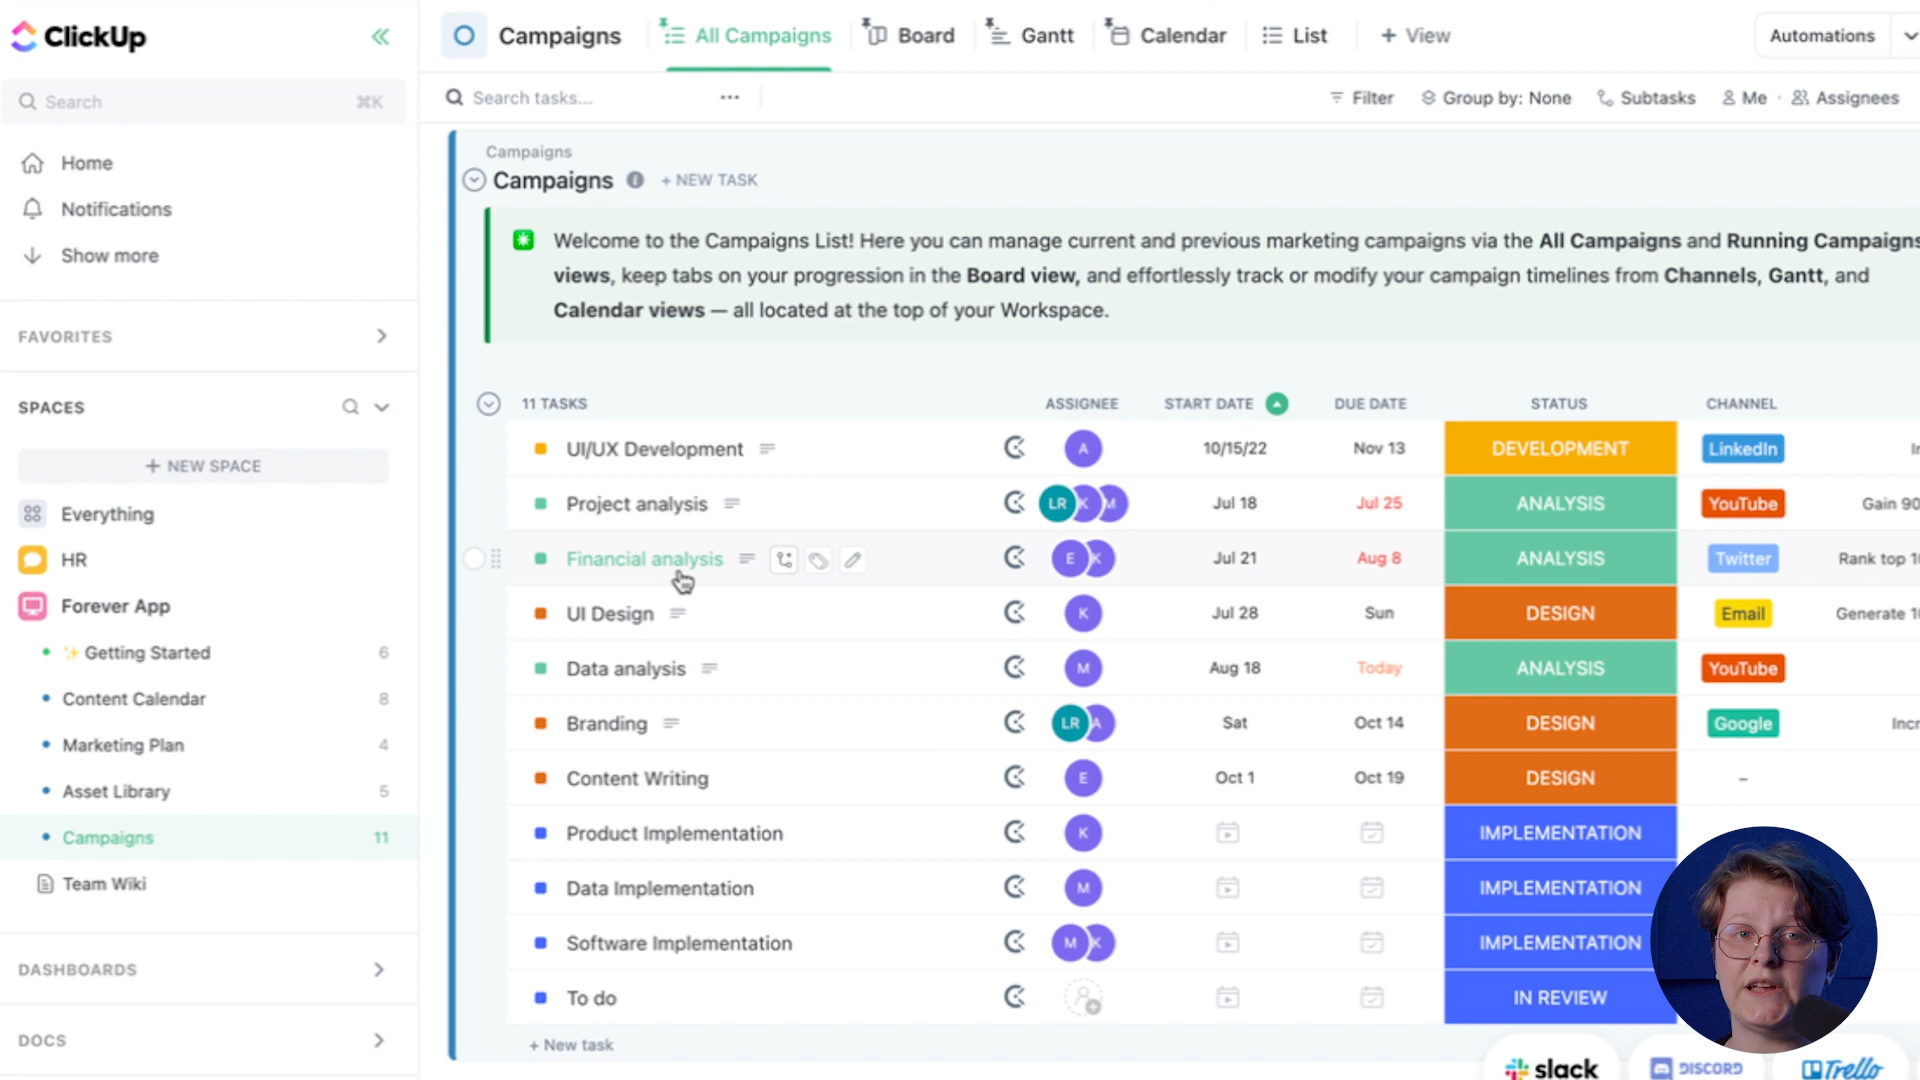 ClickUp
Search ⌘K
Home
Notifications
Show more
FAVORITES
SPACES
+ NEW SPACE
Everything
HR
Forever App
✨ Getting Started 6
Content Calendar 8
Marketing Plan 4
Asset Library 5
Campaigns 11
Team Wiki
DASHBOARDS
DOCS
Campaigns
All Campaigns
Board
Gantt
Calendar
List
+ View
Automations
Search tasks...
Filter
Group by: None
Subtasks
Me
Assignees
Campaigns
Campaigns
+ NEW TASK
Welcome to the Campaigns List! Here you can manage current and previous marketing campaigns via the All Campaigns and Running Campaigns
views, keep tabs on your progression in the Board view, and effortlessly track or modify your campaign timelines from Channels, Gantt, and
Calendar views — all located at the top of your Workspace.
11 TASKS ASSIGNEE START DATE DUE DATE STATUS CHANNEL
UI/UX Development A 10/15/22 Nov 13 DEVELOPMENT LinkedIn
Project analysis LR K M Jul 18 Jul 25 ANALYSIS YouTube Gain 90
Financial analysis E K Jul 21 Aug 8 ANALYSIS Twitter Rank top
UI Design K Jul 28 Sun DESIGN Email Generate
Data analysis M Aug 18 Today ANALYSIS YouTube
Branding LR A Sat Oct 14 DESIGN Google
Content Writing E Oct 1 Oct 19 DESIGN –
Product Implementation K IMPLEMENTATION
Data Implementation M IMPLEMENTATION
Software Implementation M K IMPLEMENTATION
To do IN REVIEW
+ New task
slack
DISCORD
Trello